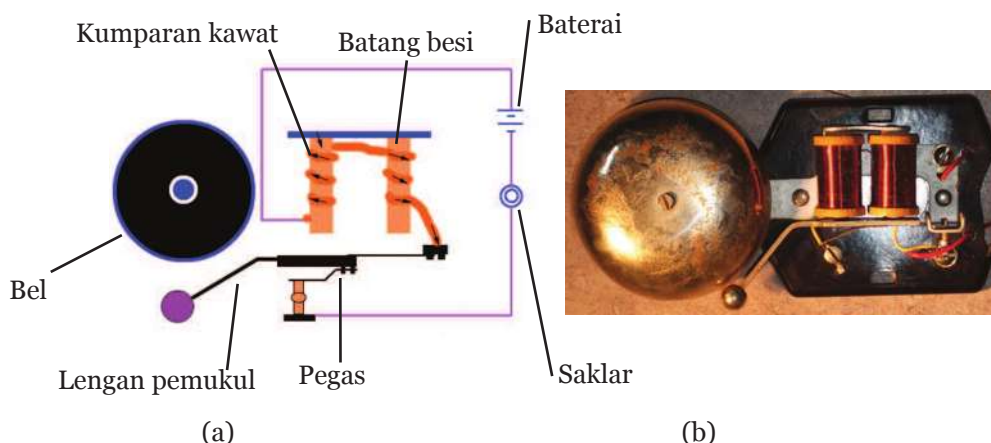 Kumparan kawat
Batang besi
Baterai
Bel
Lengan pemukul
Pegas
Saklar
(a)
(b)